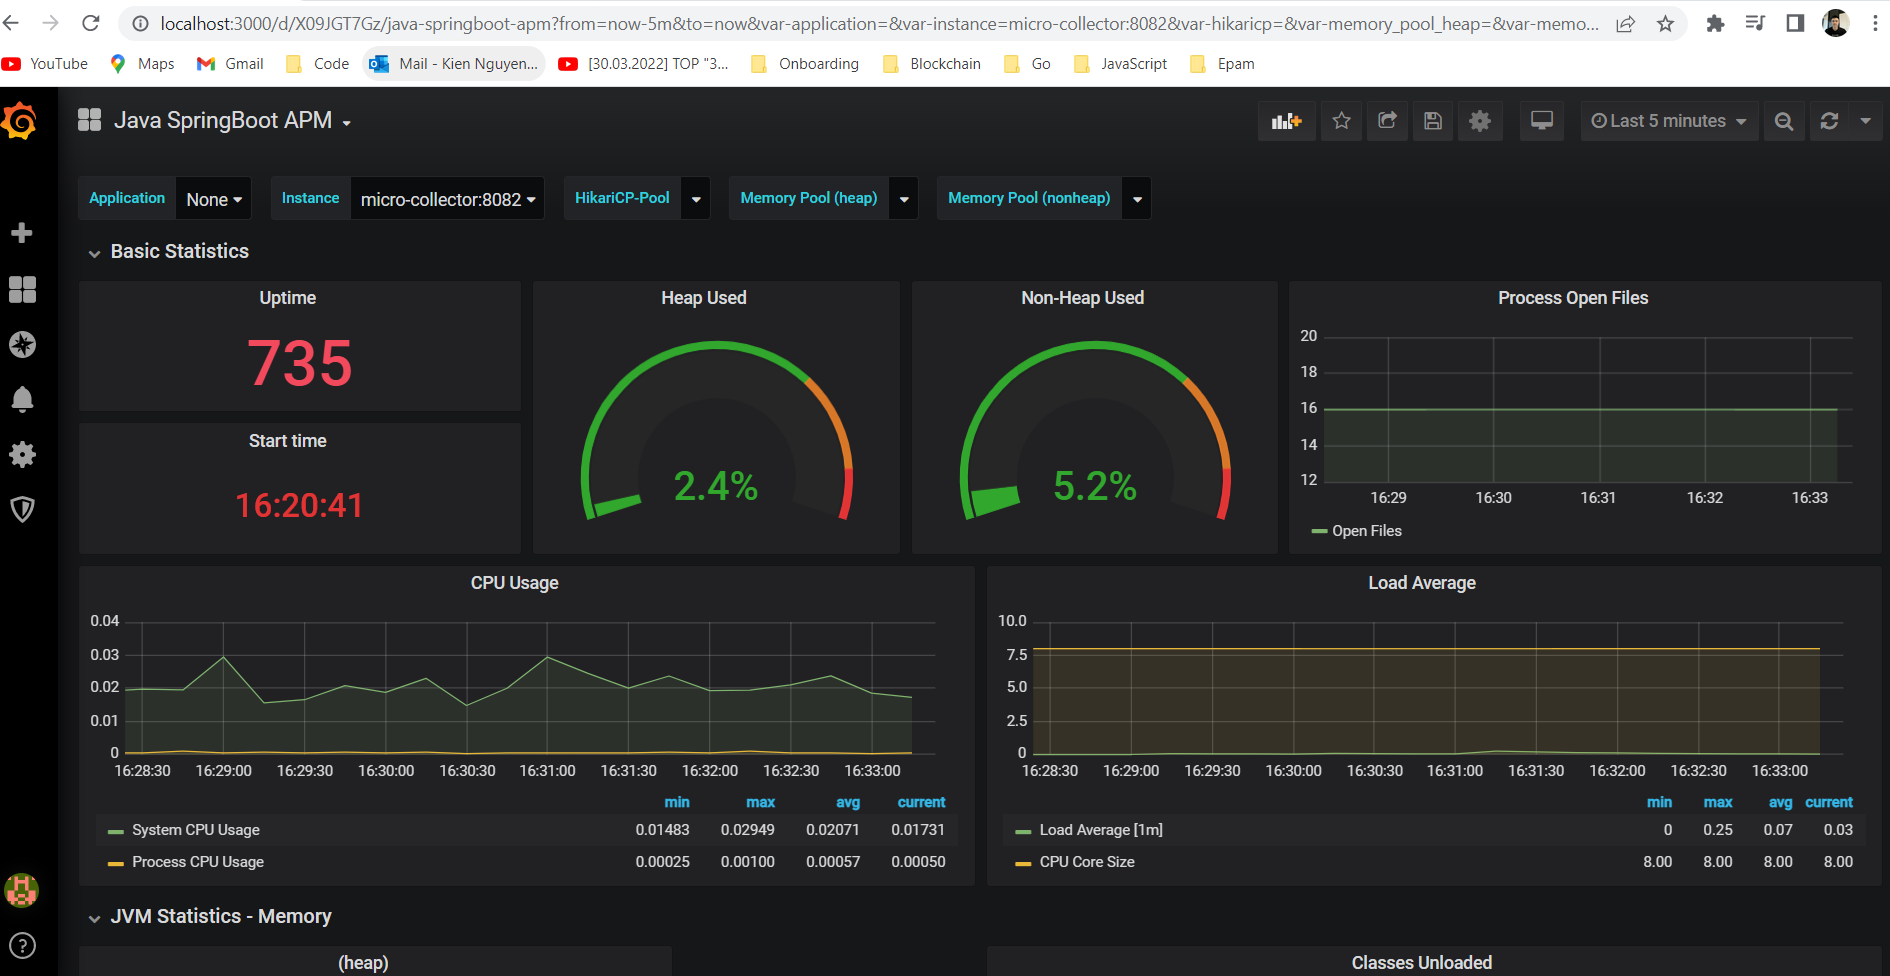 localhost:3000/d/X09JGT7Gz/java-springboot-apm?from=now-5m&to=now&var-application=&var-instance=micro-collector:8082&var-hikaricp=&var-memory_pool_heap=&var-memo...
YouTube Maps Gmail Code Mail - Kien Nguyen... [30.03.2022] TOP "3... Onboarding Blockchain Go JavaScript Epam
Java SpringBoot APM
Last 5 minutes
Application None Instance micro-collector:8082 HikariCP-Pool Memory Pool (heap) Memory Pool (nonheap)
Basic Statistics
Uptime
735
Start time
16:20:41
Heap Used
2.4%
Non-Heap Used
5.2%
Process Open Files
20
18
16
14
12
16:29 16:30 16:31 16:32 16:33
Open Files
CPU Usage
0.04
0.03
0.02
0.01
0
16:28:30 16:29:00 16:29:30 16:30:00 16:30:30 16:31:00 16:31:30 16:32:00 16:32:30 16:33:00
min max avg current
System CPU Usage 0.01483 0.02949 0.02071 0.01731
Process CPU Usage 0.00025 0.00100 0.00057 0.00050
Load Average
10.0
7.5
5.0
2.5
0
16:28:30 16:29:00 16:29:30 16:30:00 16:30:30 16:31:00 16:31:30 16:32:00 16:32:30 16:33:00
min max avg current
Load Average [1m] 0 0.25 0.07 0.03
CPU Core Size 8.00 8.00 8.00 8.00
JVM Statistics - Memory
(heap)
Classes Unloaded